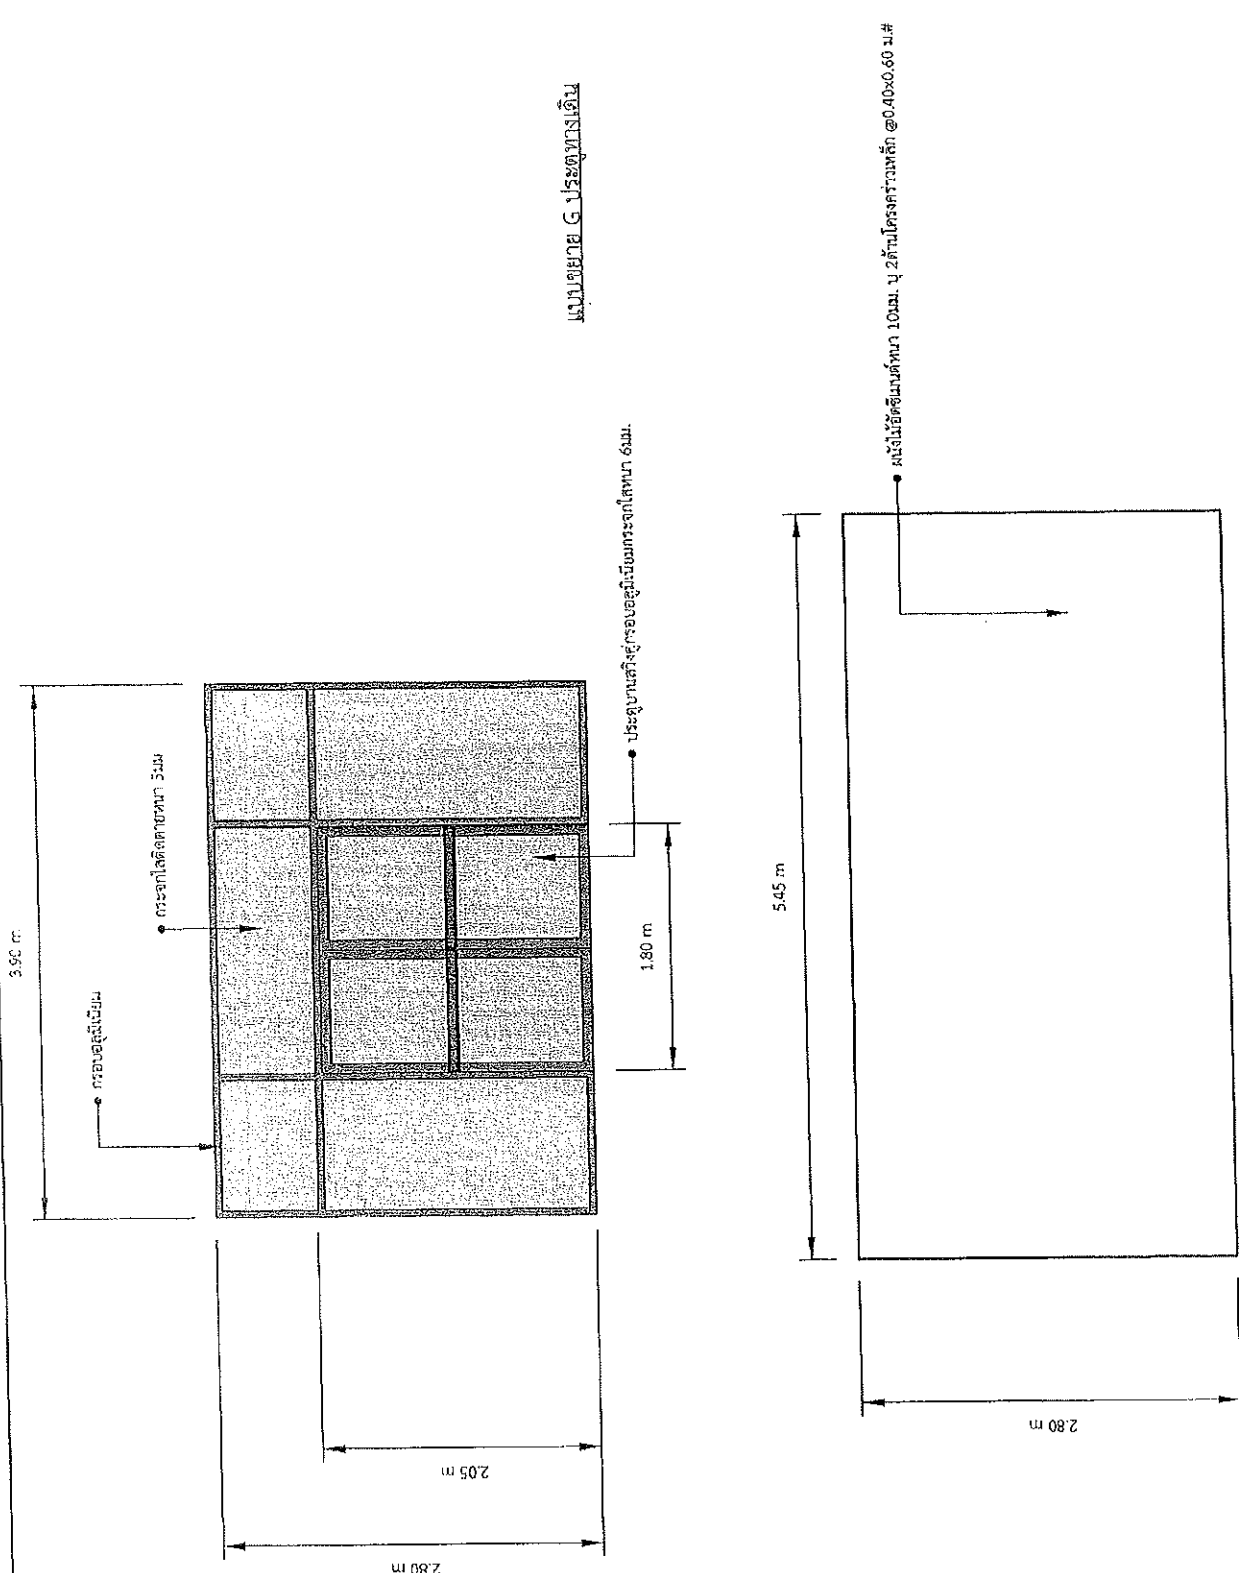 3.90 m
กรอบอลูมิเนียม
กระจกใสติดตายหนา 5มม
2.80 m
2.05 m
1.80 m
ประตูบานสวิงคู่กรอบอลูมิเนียมกระจกใสหนา 6มม.
แบบขยาย G ประตูทางเดิน
5.45 m
2.80 m
ผนังไม้อัดซีเมนต์หนา 10มม. บุ 2ด้านโครงคร่าวเหล็ก @0.40x0.60 ม.#